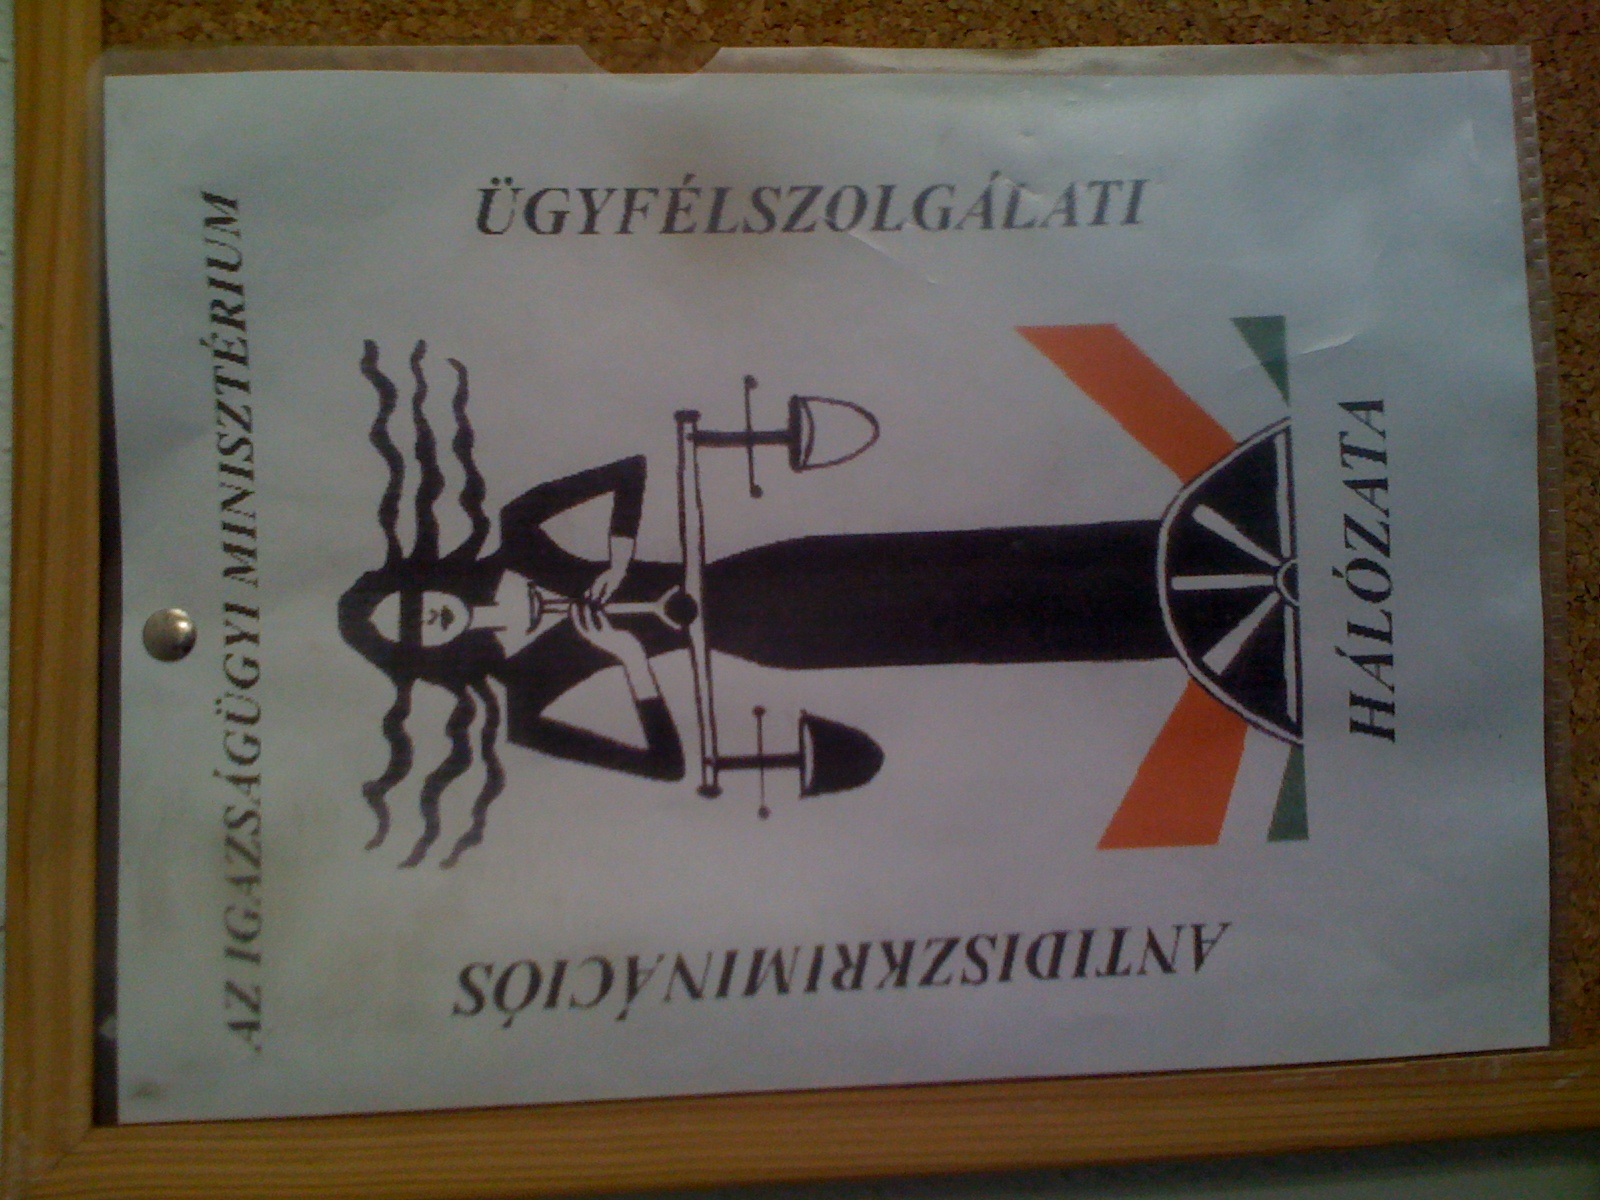 AZ IGAZSÁGÜGYI MINISZTÉRIUM
ANTIDISZKRIMINÁCIÓS
ÜGYFÉLSZOLGÁLATI
HÁLÓZATA